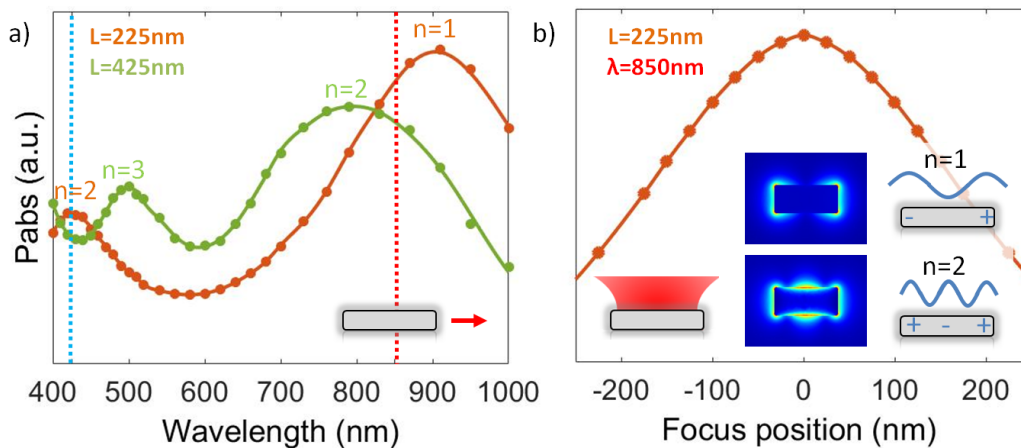 a)
L=225nm
L=425nm
n=1
n=2
n=3
n=2
Pabs (a.u.)
400 500 600 700 800 900 1000
Wavelength (nm)
b)
L=225nm
λ=850nm
n=1
- +
n=2
+ - +
-200 -100 0 100 200
Focus position (nm)